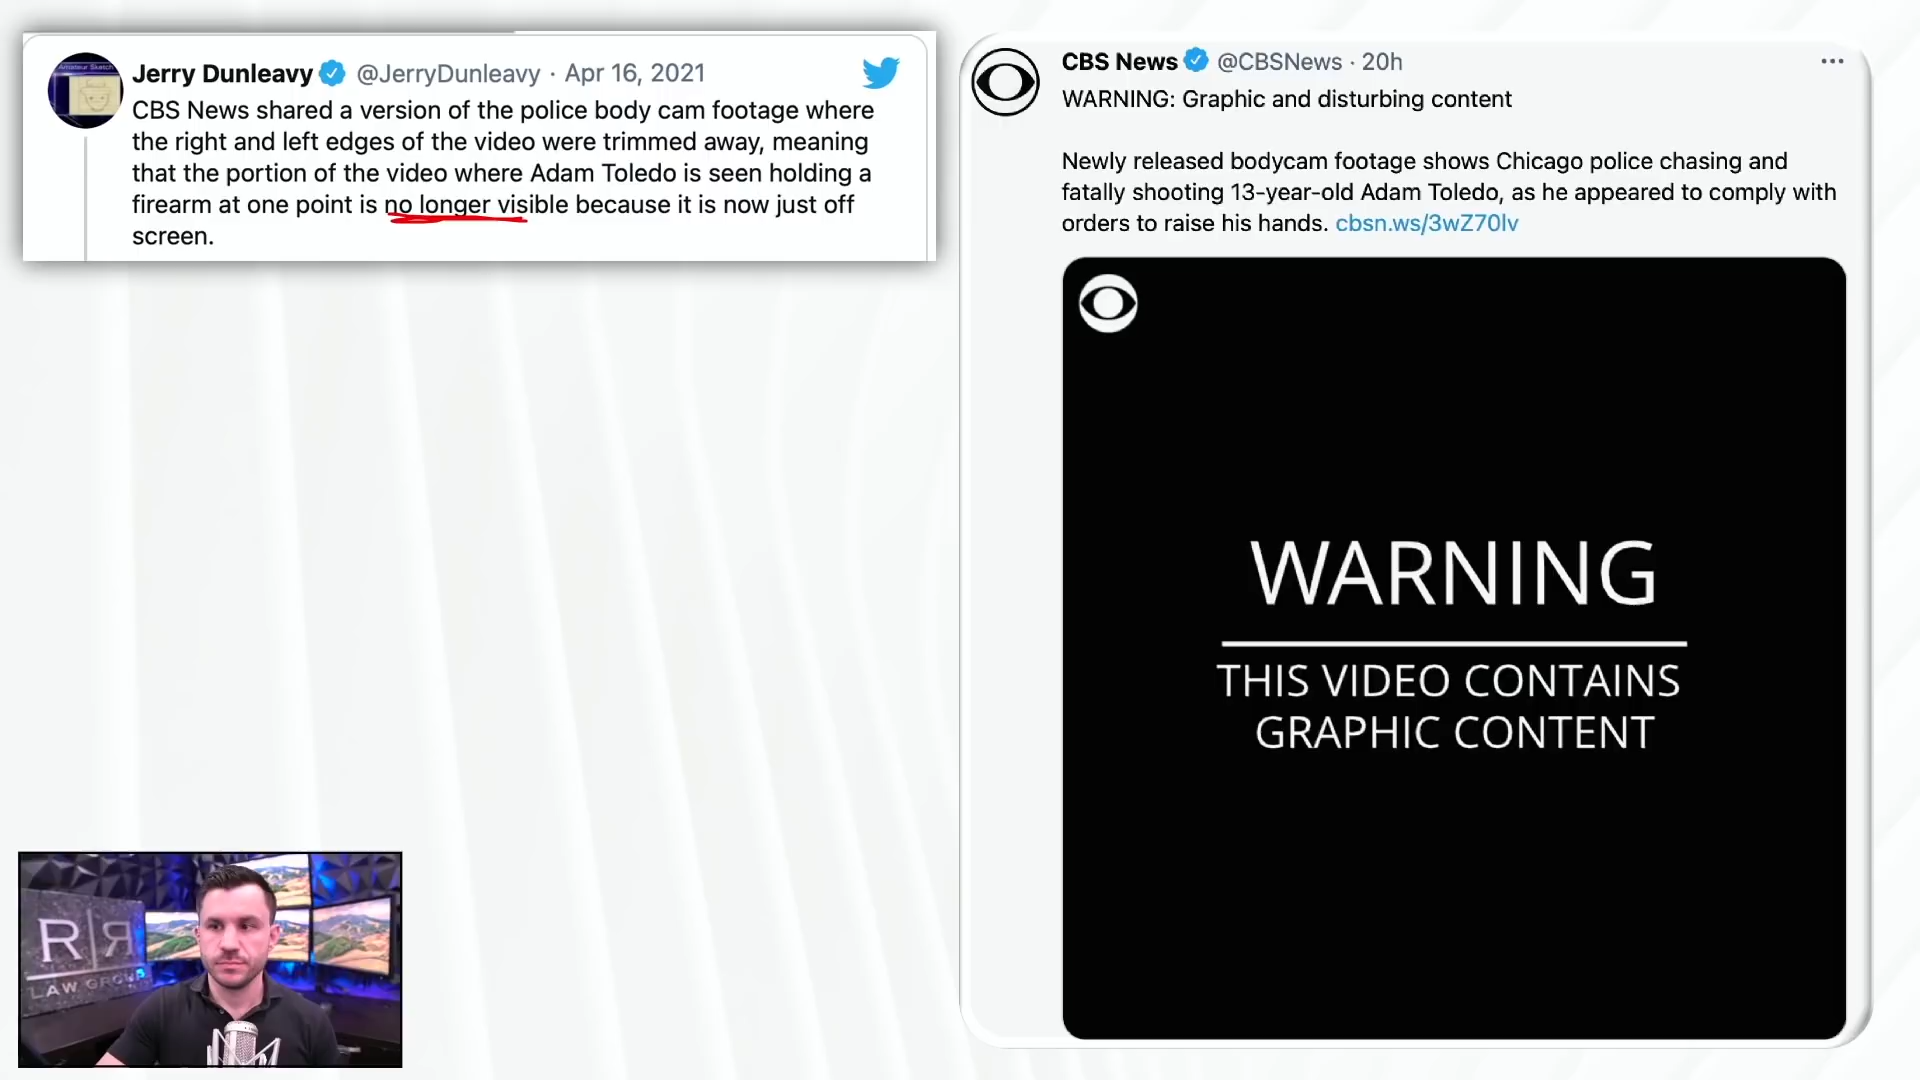 Amateur Sketch
Jerry Dunleavy @JerryDunleavy · Apr 16, 2021
CBS News shared a version of the police body cam footage where
the right and left edges of the video were trimmed away, meaning
that the portion of the video where Adam Toledo is seen holding a
firearm at one point is no longer visible because it is now just off
screen.
CBS News @CBSNews · 20h
WARNING: Graphic and disturbing content
Newly released bodycam footage shows Chicago police chasing and
fatally shooting 13-year-old Adam Toledo, as he appeared to comply with
orders to raise his hands. cbsn.ws/3wZ70lv
WARNING
THIS VIDEO CONTAINS
GRAPHIC CONTENT
R|R
LAW GROUP